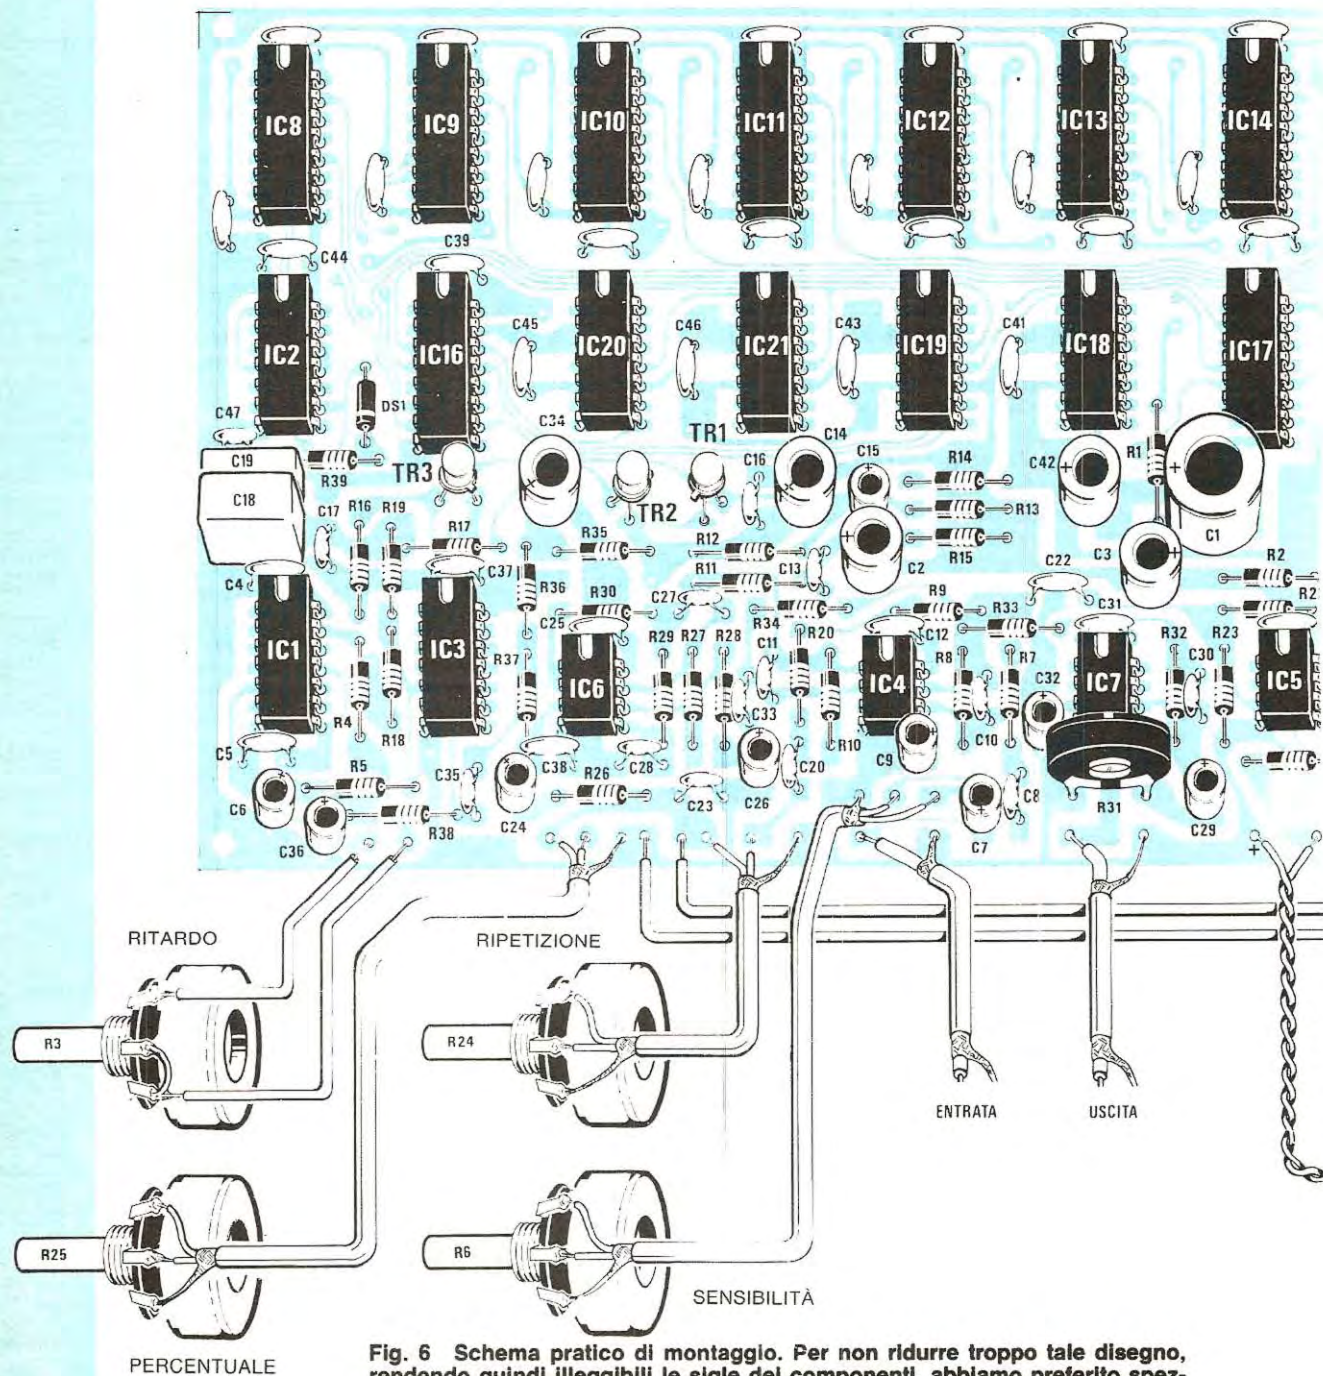 IC8 IC9 IC10 IC11 IC12 IC13 IC14
C44 C39
IC2 IC16 IC20 IC21 IC19 IC18 IC17
C45 C46 C43 C41
DS1
C47 C34 TR1 C14 C15 C42 R1
C19 R39 TR3 C16 R14
C18 TR2 R13 C1
C17 R16 R19 R17 R35 R12 R15 C3
C4 C37 R36 R11 C13 C2 C22 R2
R30 C27 R9 R33 C31 R2
C25 R34 C12
IC1 IC3 R37 IC6 R29 R27 R28 C11 R20 IC4 R8 R7 C32 IC7 R32 C30 R23 IC5
R4 R18 C33 R10 C10
C5 C38 C28 C20 C9
R5 C35 R26 C23 C26 C8 R31
C6 C36 R38 C24 C7 C29
+
RITARDO RIPETIZIONE
R3 R24
ENTRATA USCITA
R25 R6
SENSIBILITÀ
PERCENTUALE
Fig. 6 Schema pratico di montaggio. Per non ridurre troppo tale disegno,
rendendo quindi illeggibili le sigle dei componenti, abbiamo preferito spez-